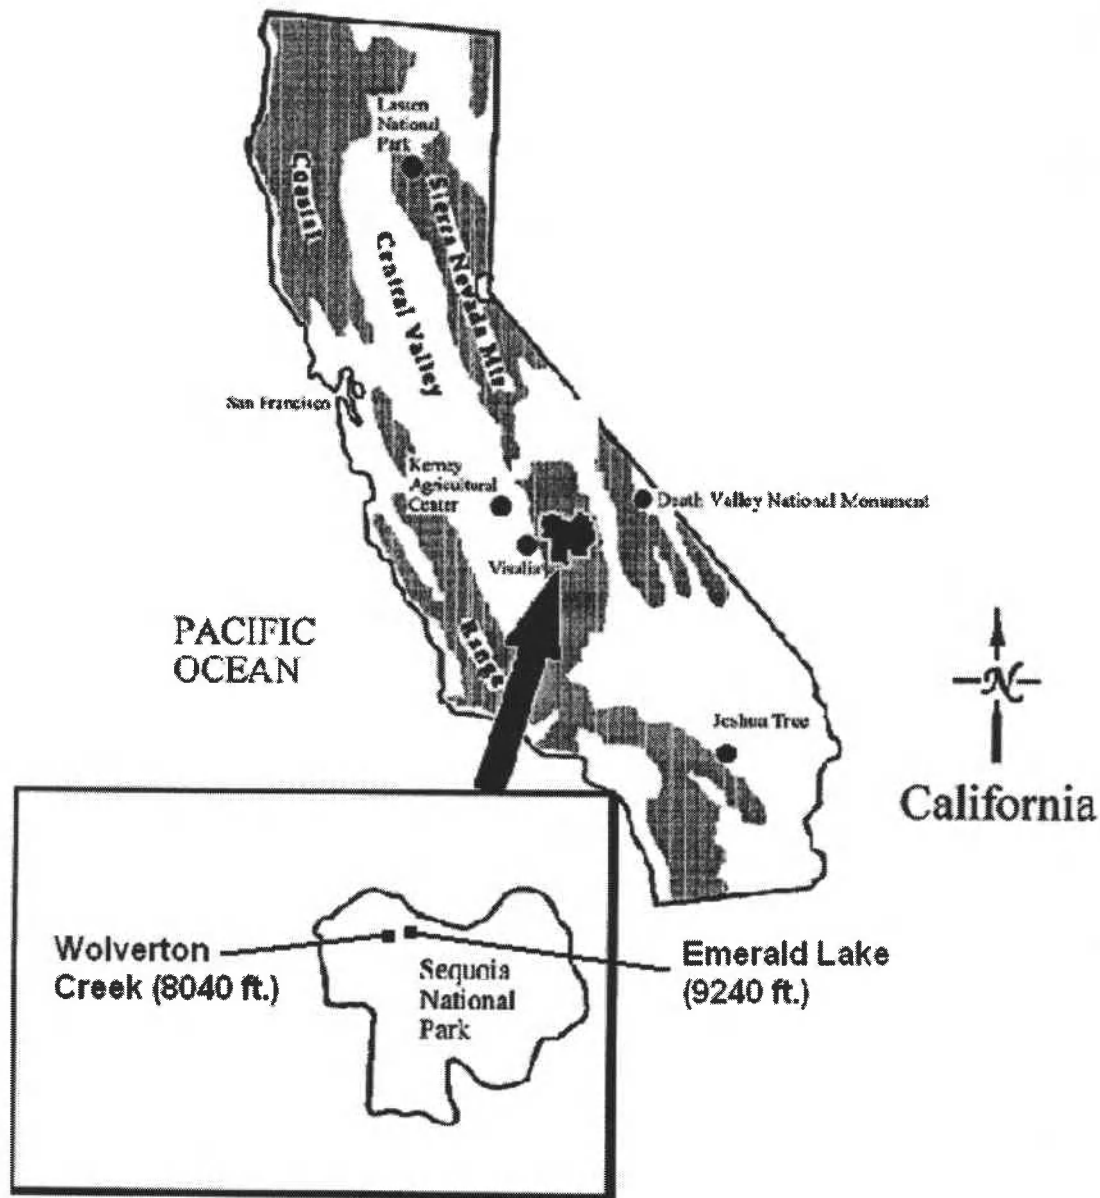 Lassen
National
Park
Coastal
Sierra Nevada Mts.
Central Valley
San Francisco
Kerney
Agricultural
Center
Death Valley National Monument
Visalia
PACIFIC
OCEAN
Range
N
Joshua Tree
California
Wolverton
Creek (8040 ft.)
Emerald Lake
(9240 ft.)
Sequoia
National
Park